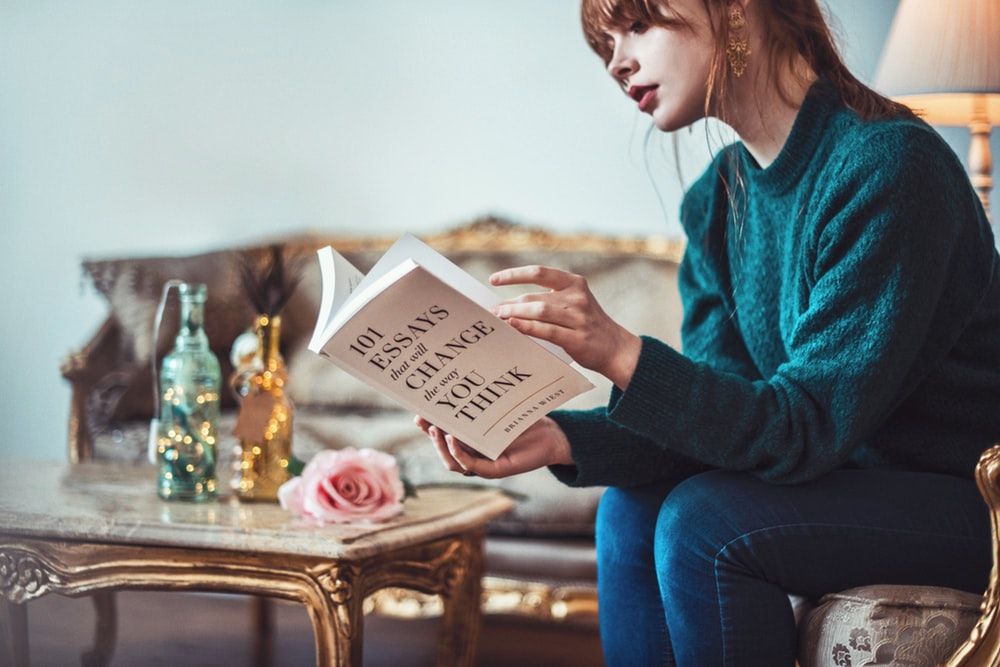 101
ESSAYS
that will
CHANGE
the way
YOU
THINK
BRIANNA WIEST